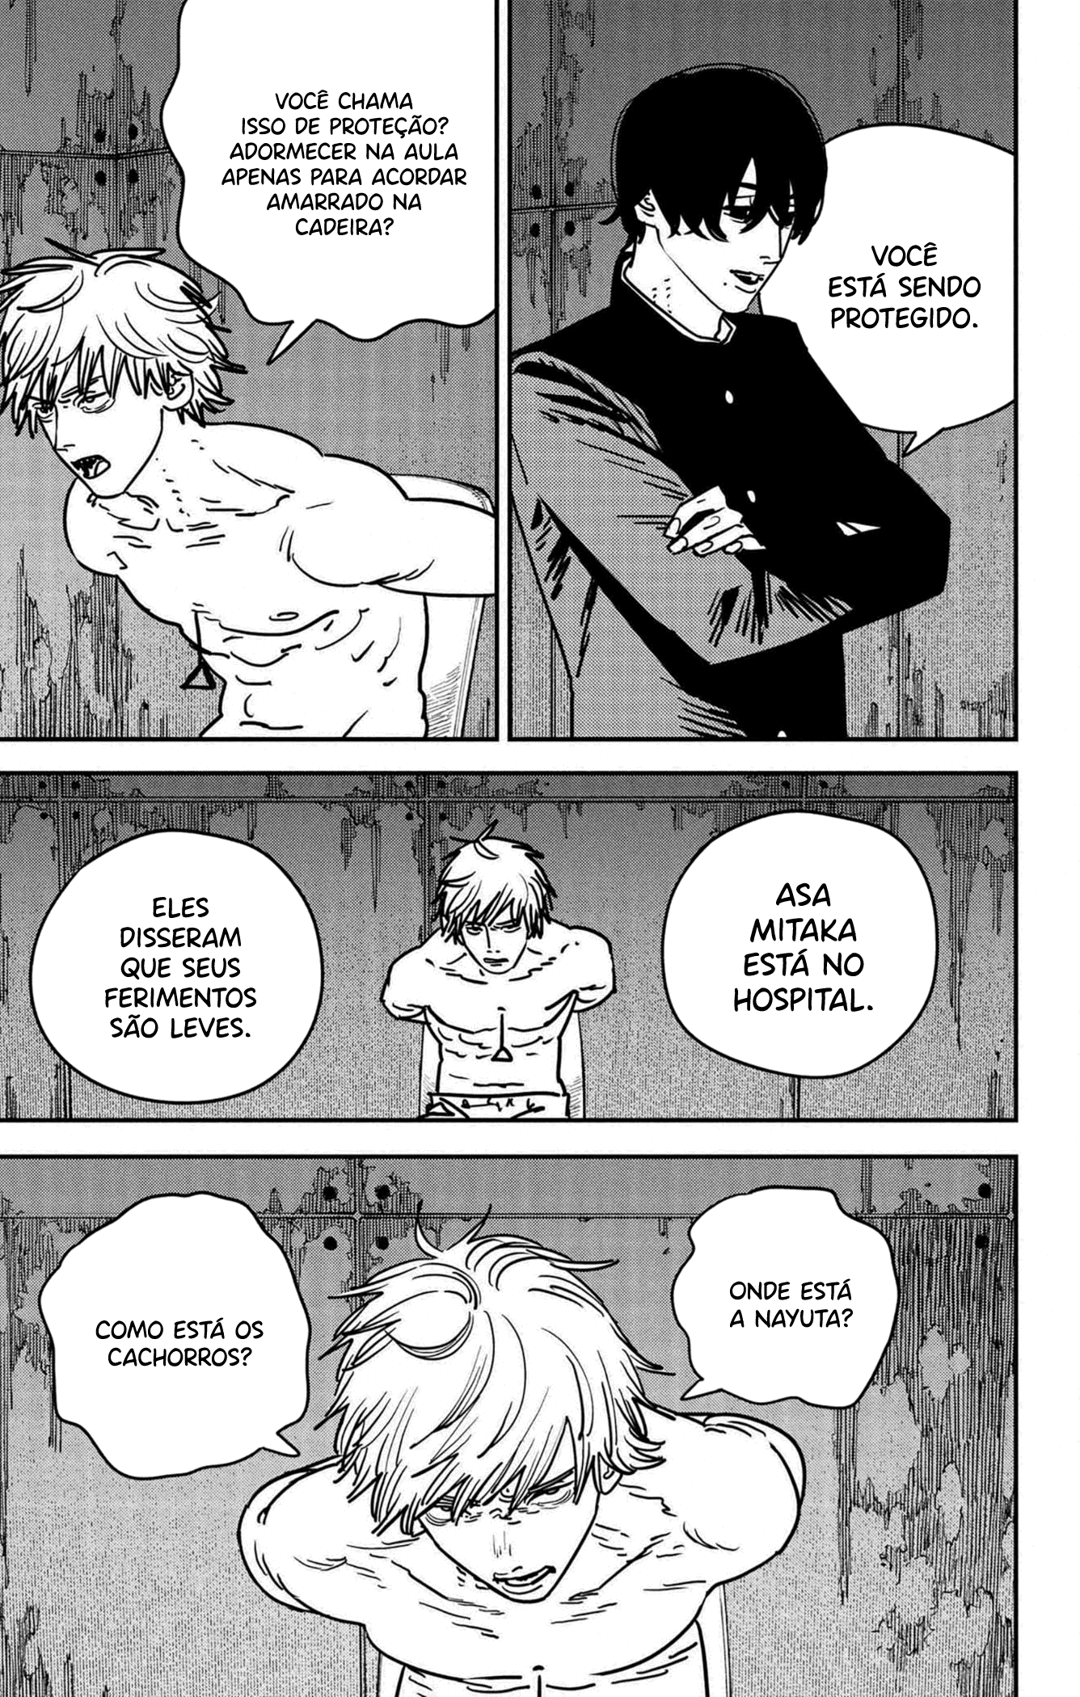 VOCÊ
ESTÁ SENDO
PROTEGIDO.
VOCÊ CHAMA
ISSO DE PROTEÇÃO?
ADORMECER NA AULA
APENAS PARA ACORDAR
AMARRADO NA
CADEIRA?
ASA
MITAKA
ESTÁ NO
HOSPITAL.
ELES
DISSERAM
QUE SEUS
FERIMENTOS
SÃO LEVES.
ONDE ESTÁ
A NAYUTA?
COMO ESTÁ OS
CACHORROS?